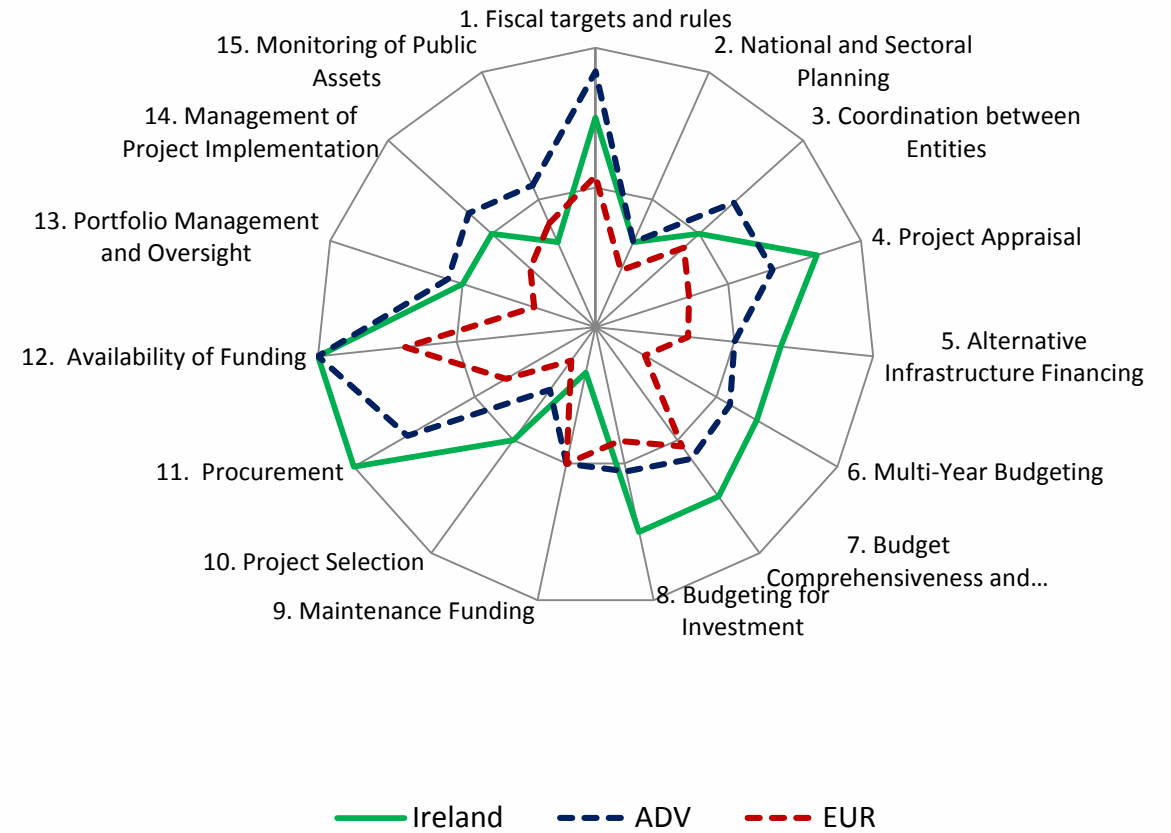 1. Fiscal targets and rules
2. National and Sectoral
Planning
3. Coordination between
Entities
4. Project Appraisal
5. Alternative
Infrastructure Financing
6. Multi-Year Budgeting
7. Budget
Comprehensiveness and...
8. Budgeting for
Investment
9. Maintenance Funding
10. Project Selection
11.  Procurement
12.  Availability of Funding
13. Portfolio Management
and Oversight
14. Management of
Project Implementation
15. Monitoring of Public
Assets
Ireland ADV EUR